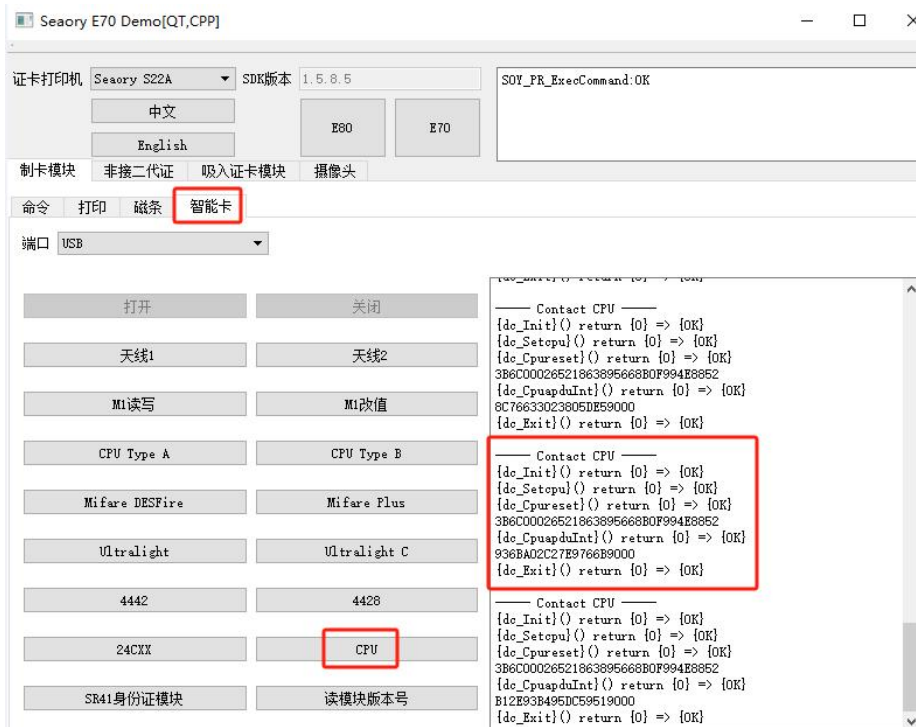 Seaory E70 Demo[QT,CPP]
证卡打印机 Seaory S22A SDK版本 1.5.8.5
SOY_PR_ExecCommand:OK
中文
English
E80
E70
制卡模块 非接二代证 吸入证卡模块 摄像头
命令 打印 磁条 智能卡
端口 USB
打开 关闭
天线1 天线2
M1读写 M1改值
CPU Type A CPU Type B
Mifare DESFire Mifare Plus
Ultralight Ultralight C
4442 4428
24CXX CPU
SR41身份证模块 读模块版本号
{dc_Exit}() return {0} => {OK}
—— Contact CPU ——
{dc_Init}() return {0} => {OK}
{dc_Setcpu}() return {0} => {OK}
{dc_Cpureset}() return {0} => {OK}
3B6C00026521863895668B0F994E8852
{dc_CpuapduInt}() return {0} => {OK}
8C76633023805DE59000
{dc_Exit}() return {0} => {OK}
—— Contact CPU ——
{dc_Init}() return {0} => {OK}
{dc_Setcpu}() return {0} => {OK}
{dc_Cpureset}() return {0} => {OK}
3B6C00026521863895668B0F994E8852
{dc_CpuapduInt}() return {0} => {OK}
936BA02C27E9766B9000
{dc_Exit}() return {0} => {OK}
—— Contact CPU ——
{dc_Init}() return {0} => {OK}
{dc_Setcpu}() return {0} => {OK}
{dc_Cpureset}() return {0} => {OK}
3B6C00026521863895668B0F994E8852
{dc_CpuapduInt}() return {0} => {OK}
B12E93B495DC59519000
{dc_Exit}() return {0} => {OK}